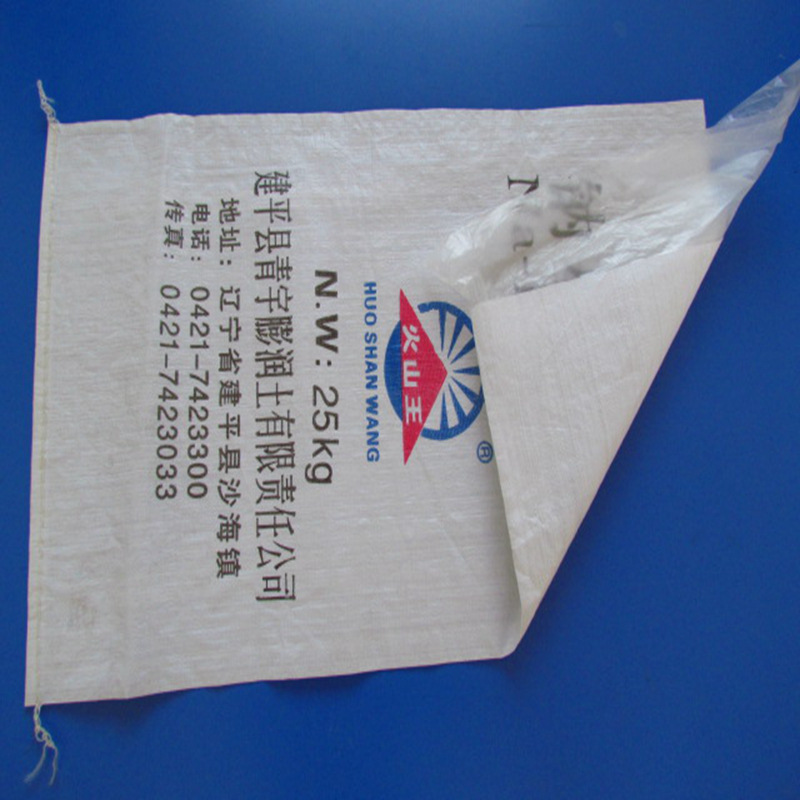 钠
Na-
®
火山王
HUO SHAN WANG
N.W: 25kg
建平县青宇膨润土有限责任公司
地址: 辽宁省建平县沙海镇
电话: 0421-7423300
传真: 0421-7423033